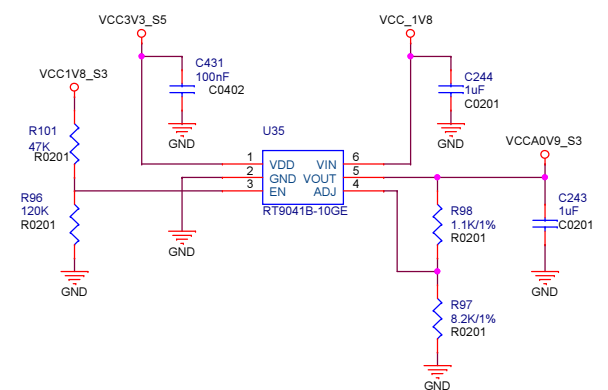 VCC3V3_S5
VCC_1V8
VCC1V8_S3
C431
100nF
C0402
GND
C244
1uF
C0201
GND
R101
47K
R0201
U35
VCCA0V9_S3
1 VDD VIN 6
2 GND VOUT 5
3 EN ADJ 4
RT9041B-10GE
R96
120K
R0201
GND
GND
R98
1.1K/1%
R0201
C243
1uF
C0201
GND
R97
8.2K/1%
R0201
GND